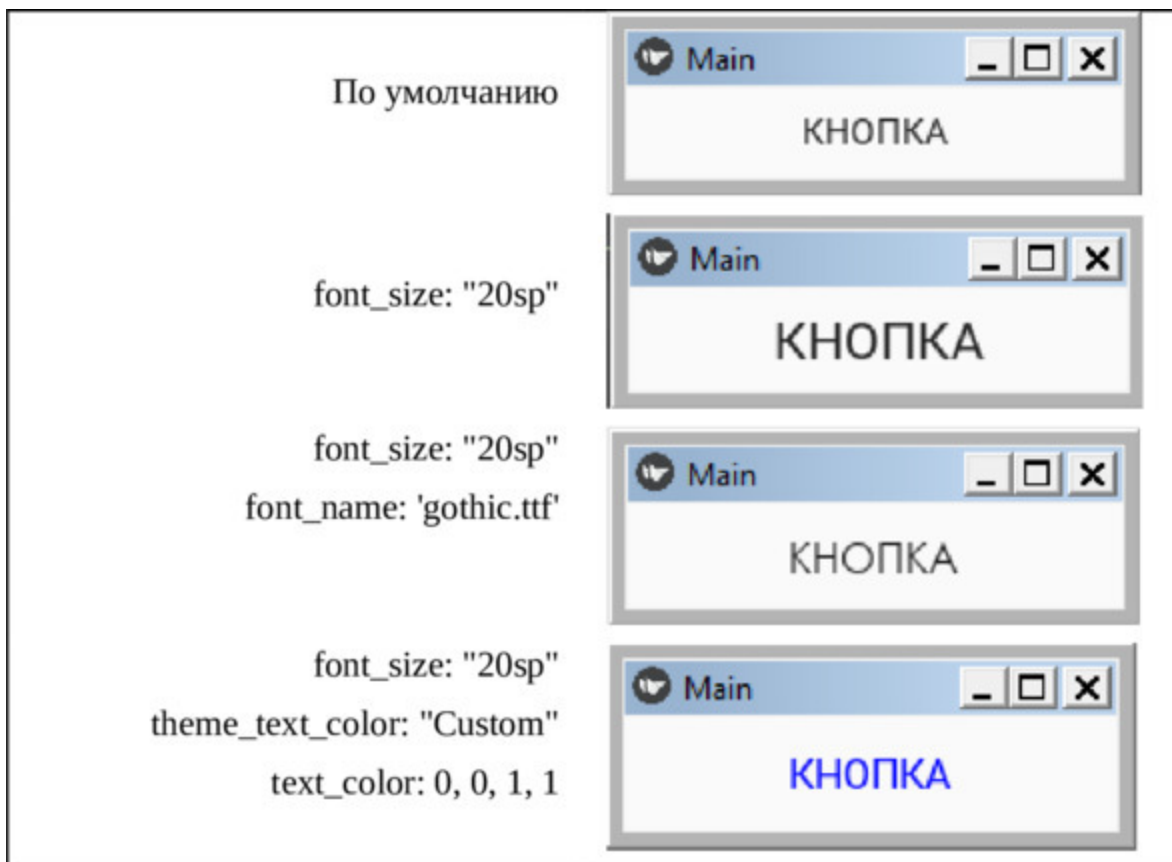 По умолчанию
Main
КНОПКА
font_size: "20sp"
Main
КНОПКА
font_size: "20sp"
font_name: 'gothic.ttf'
Main
КНОПКА
font_size: "20sp"
theme_text_color: "Custom"
text_color: 0, 0, 1, 1
Main
КНОПКА